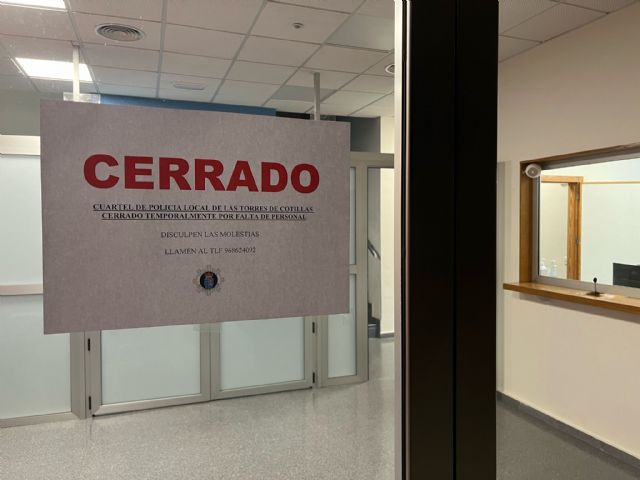 CERRADO
CUARTEL DE POLICIA LOCAL DE LAS TORRES DE COTILLAS
CERRADO TEMPORALMENTE POR FALTA DE PERSONAL
DISCULPEN LAS MOLESTIAS
LLAMEN AL TLF 968624092